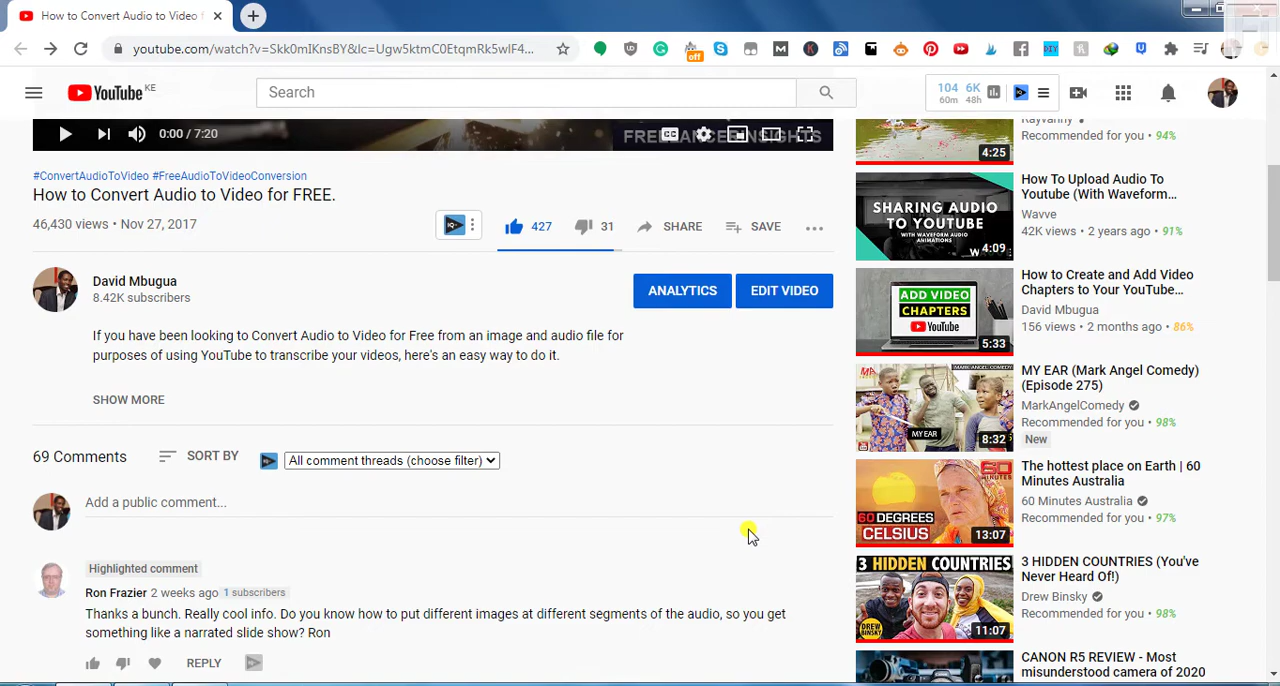 How to Convert Audio to Video f
youtube.com/watch?v=Skk0mIKnsBY&lc=Ugw5ktmC0EtqmRk5wlF4...
off
DIY
YouTube KE
Search
104 6K
60m 48h
0:00 / 7:20
CC
FREELANCE INSIGHTS
#ConvertAudioToVideo #FreeAudioToVideoConversion
How to Convert Audio to Video for FREE.
46,430 views • Nov 27, 2017
427
31
SHARE
SAVE
David Mbugua
8.42K subscribers
ANALYTICS
EDIT VIDEO
If you have been looking to Convert Audio to Video for Free from an image and audio file for
purposes of using YouTube to transcribe your videos, here's an easy way to do it.
SHOW MORE
69 Comments
SORT BY
All comment threads (choose filter)
Add a public comment...
Highlighted comment
Ron Frazier 2 weeks ago 1 subscribers
Thanks a bunch. Really cool info. Do you know how to put different images at different segments of the audio, so you get
something like a narrated slide show? Ron
REPLY
4:25
Rayvanny
Recommended for you • 94%
SHARING AUDIO
TO YOUTUBE
WITH WAVEFORM AUDIO
ANIMATIONS
4:09
How To Upload Audio To
Youtube (With Waveform...
Wavve
42K views • 2 years ago • 91%
ADD VIDEO
CHAPTERS
YouTube
5:33
How to Create and Add Video
Chapters to Your YouTube...
David Mbugua
156 views • 2 months ago • 86%
MY EAR
8:32
MY EAR (Mark Angel Comedy)
(Episode 275)
MarkAngelComedy
Recommended for you • 98%
New
60
MINUTES
60 DEGREES
CELSIUS
13:07
The hottest place on Earth | 60
Minutes Australia
60 Minutes Australia
Recommended for you • 97%
3 HIDDEN COUNTRIES
DREW
BINSKY
11:07
3 HIDDEN COUNTRIES (You've
Never Heard Of!)
Drew Binsky
Recommended for you • 98%
CANON R5 REVIEW - Most
misunderstood camera of 2020